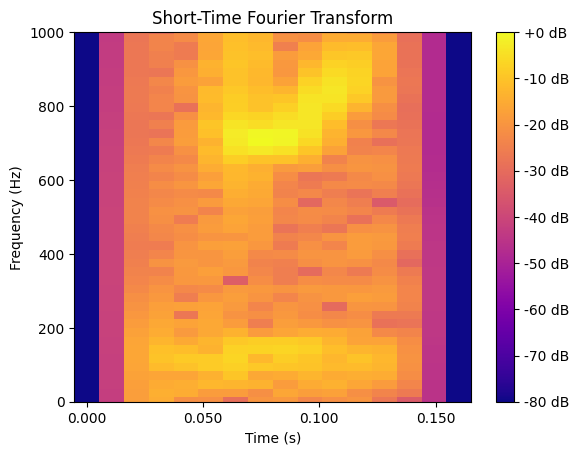 Short-Time Fourier Transform
1000
800
600
400
200
0
Frequency (Hz)
0.000
0.050
0.100
0.150
Time (s)
+0 dB
-10 dB
-20 dB
-30 dB
-40 dB
-50 dB
-60 dB
-70 dB
-80 dB